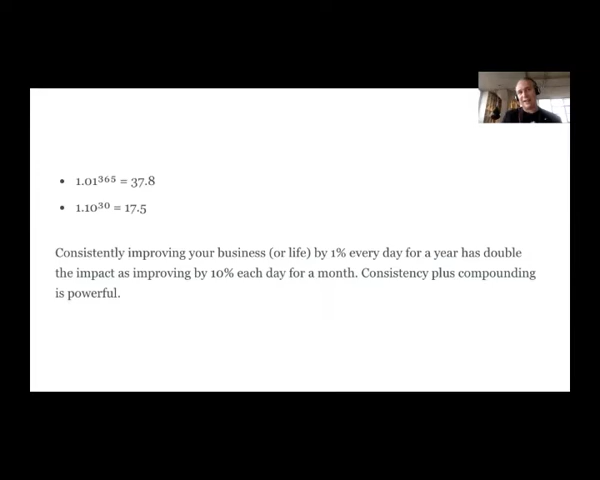 • 1.01³⁶⁵ = 37.8
• 1.10³⁰ = 17.5
Consistently improving your business (or life) by 1% every day for a year has double
the impact as improving by 10% each day for a month. Consistency plus compounding
is powerful.